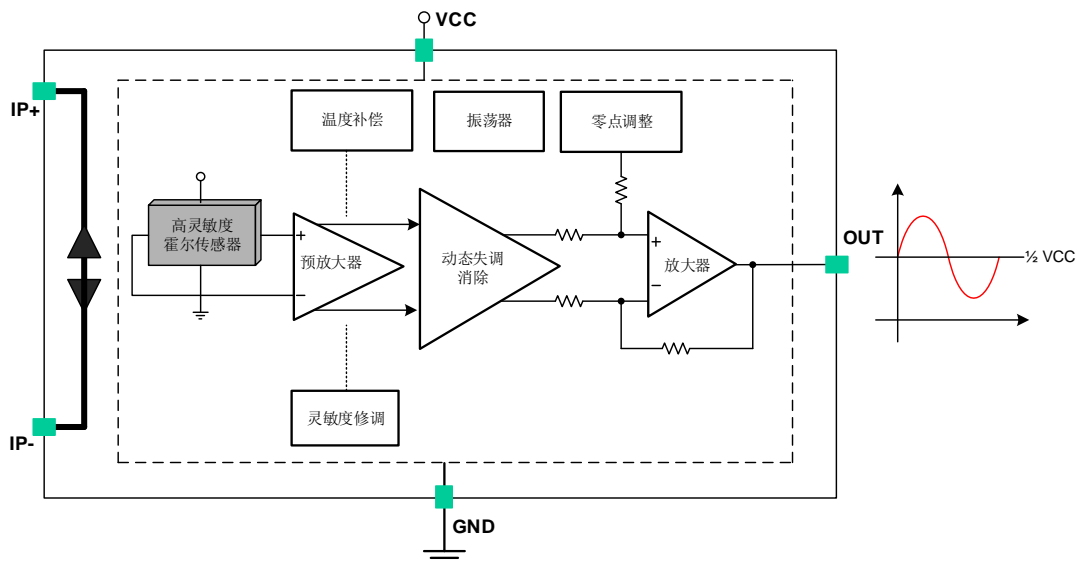 VCC
IP+
温度补偿
振荡器
零点调整
高灵敏度
霍尔传感器
+
−
预放大器
动态失调
消除
+
−
放大器
OUT
½ VCC
灵敏度修调
IP-
GND